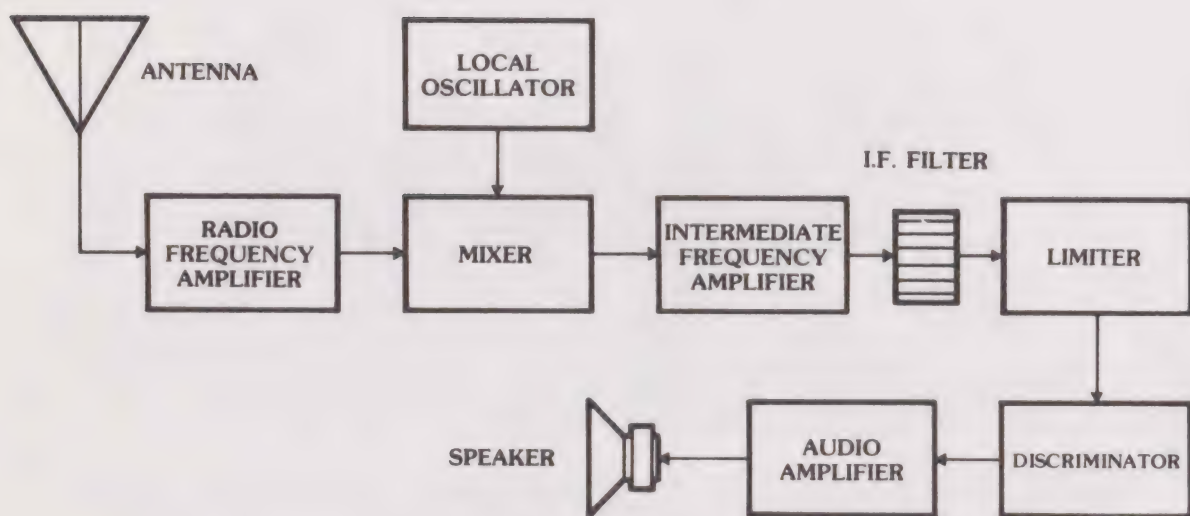 ANTENNA
LOCAL
OSCILLATOR
I.F. FILTER
RADIO
FREQUENCY
AMPLIFIER
MIXER
INTERMEDIATE
FREQUENCY
AMPLIFIER
LIMITER
SPEAKER
AUDIO
AMPLIFIER
DISCRIMINATOR